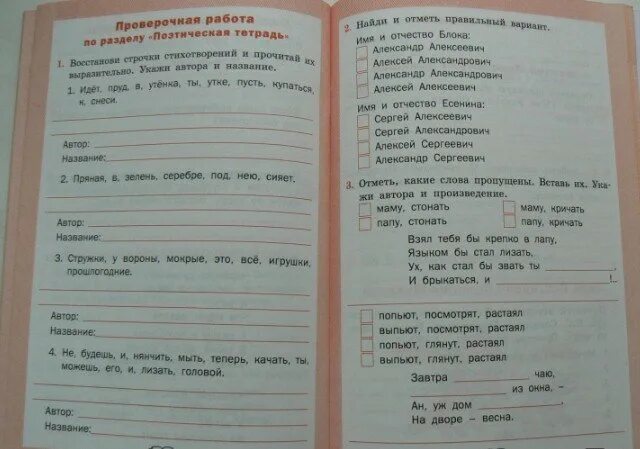 Проверочная работа
по разделу «Поэтическая тетрадь»
1. Восстанови строчки стихотворений и прочитай их
выразительно. Укажи автора и название.
1. Идёт, пруд, в, утёнка, ты, утке, пусть, купаться,
к, снеси.
Автор:
Название:
2. Пряная, в, зелень, серебре, под, нею, сияет.
Автор:
Название:
3. Стружки, у вороны, мокрые, это, всё, игрушки,
прошлогодние.
Автор:
Название:
4. Не, будешь, и, нянчить, мыть, теперь, качать, ты,
можешь, его, и, лизать, головой.
Автор:
Название:
2. Найди и отметь правильный вариант.
Имя и отчество Блока:
Александр Алексеевич
Алексей Александрович
Александр Александрович
Алексей Алексеевич
Имя и отчество Есенина:
Сергей Алексеевич
Сергей Александрович
Алексей Сергеевич
Александр Сергеевич
3. Отметь, какие слова пропущены. Вставь их. Ука-
жи автора и произведение.
маму, стонать
маму, кричать
папу, стонать
папу, кричать
Взял тебя бы крепко в лапу,
Языком бы стал лизать,
Ух, как стал бы звать ты
И брыкаться, и !..
попьют, посмотрят, растаял
выпьют, посмотрят, растаял
попьют, глянут, растаял
выпьют, глянут, растаял
Завтра чаю,
из окна, –
Ан, уж дом
На дворе – весна.